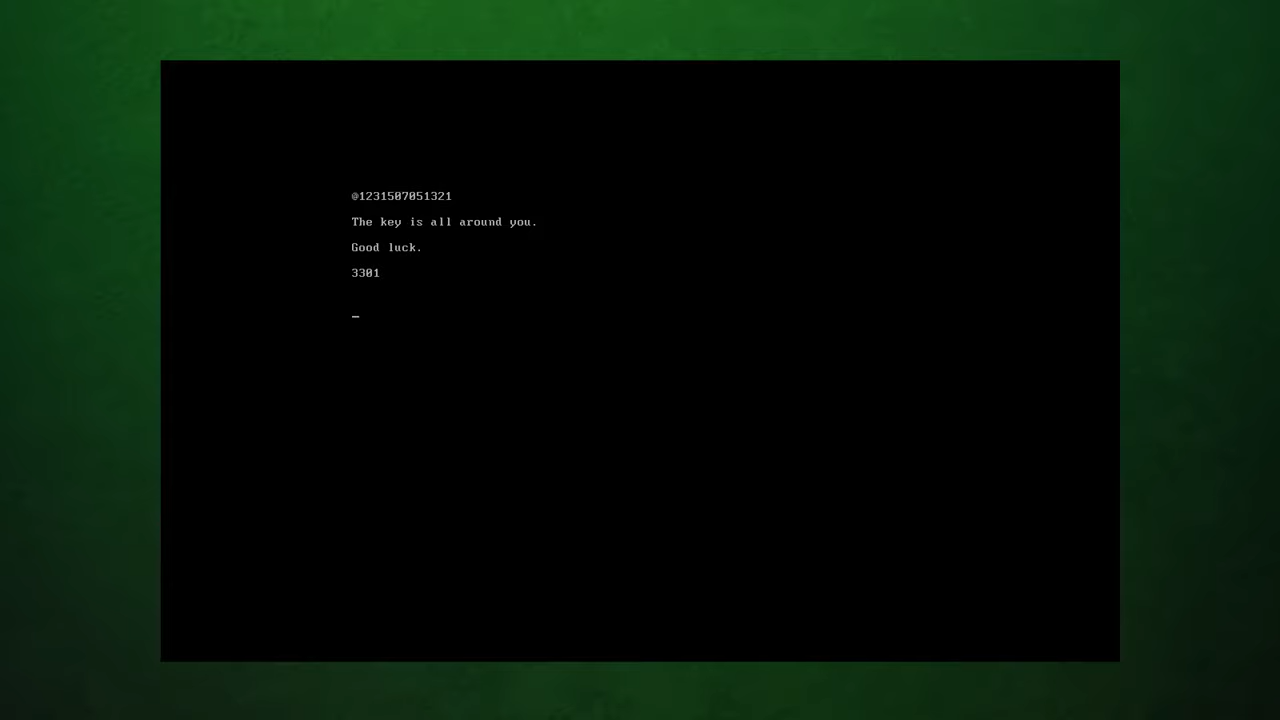 @1231507051321
The key is all around you.
Good luck.
3301
_